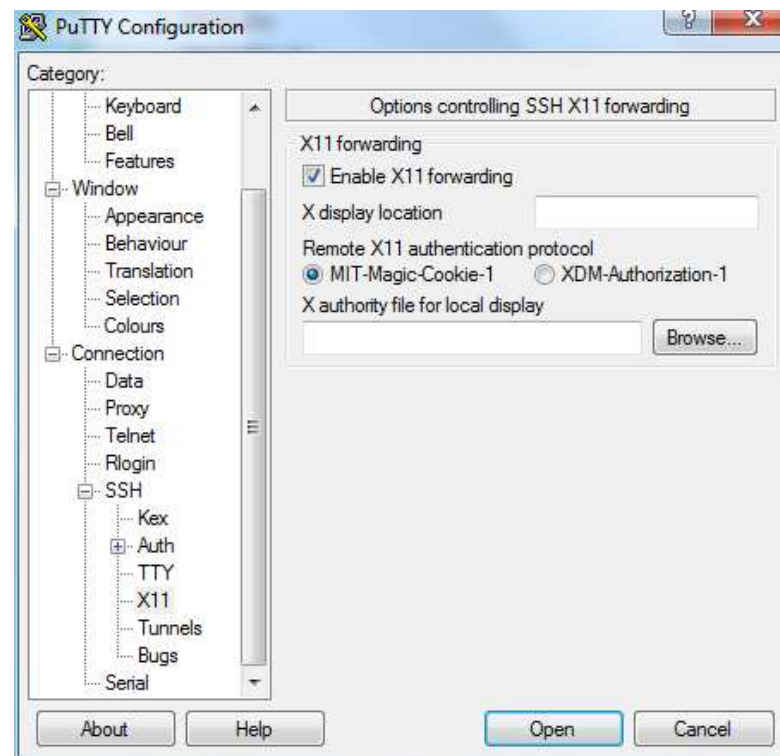 PuTTY Configuration
?
X
Category:
Keyboard
Bell
Features
Window
Appearance
Behaviour
Translation
Selection
Colours
Connection
Data
Proxy
Telnet
Rlogin
SSH
Kex
Auth
TTY
X11
Tunnels
Bugs
Serial
Options controlling SSH X11 forwarding
X11 forwarding
Enable X11 forwarding
X display location
Remote X11 authentication protocol
MIT-Magic-Cookie-1 XDM-Authorization-1
X authority file for local display
Browse...
About Help Open Cancel